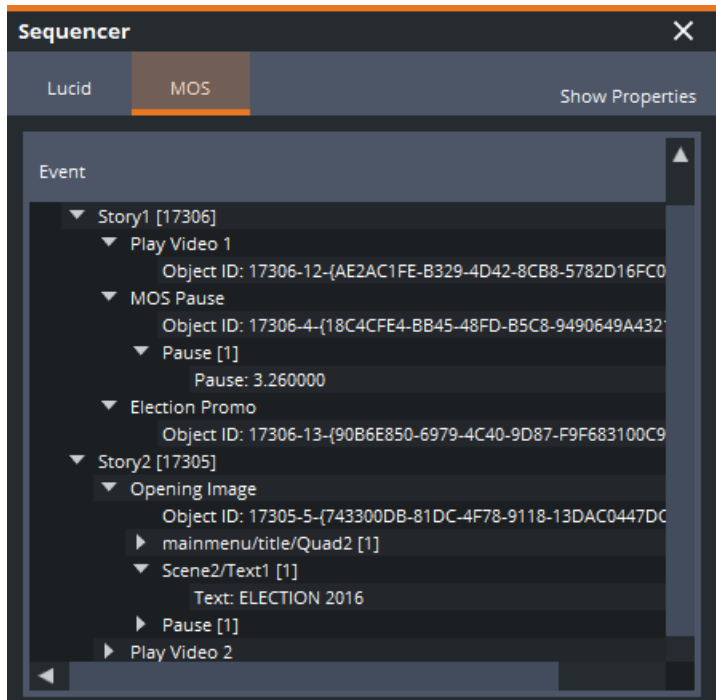 Sequencer
Lucid MOS Show Properties
Event
Story1 [17306]
Play Video 1
Object ID: 17306-12-{AE2AC1FE-B329-4D42-8CB8-5782D16FC0
MOS Pause
Object ID: 17306-4-{18C4CFE4-BB45-48FD-B5C8-9490649A432
Pause [1]
Pause: 3.260000
Election Promo
Object ID: 17306-13-{90B6E850-6979-4C40-9D87-F9F683100C9
Story2 [17305]
Opening Image
Object ID: 17305-5-{743300DB-81DC-4F78-9118-13DAC0447DC
mainmenu/title/Quad2 [1]
Scene2/Text1 [1]
Text: ELECTION 2016
Pause [1]
Play Video 2